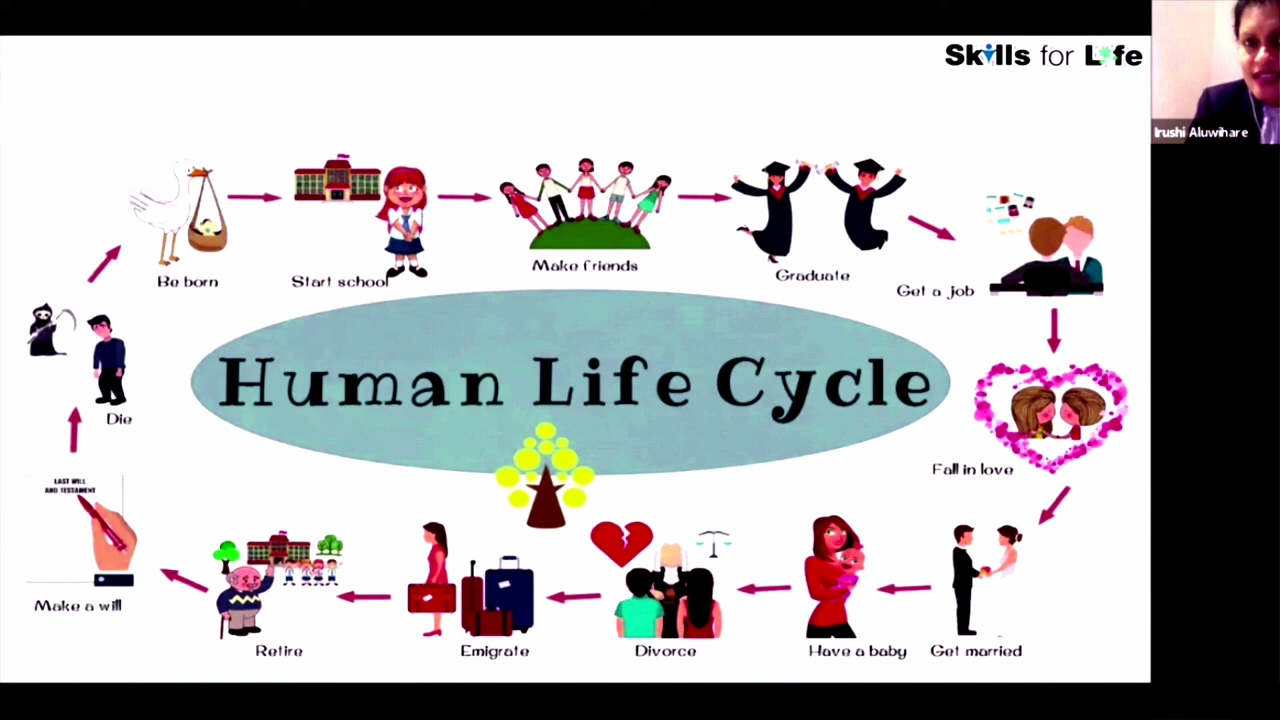 Skills for Life
Irushi Aluwihare
Be born
Start school
Make friends
Graduate
Get a job
Human Life Cycle
Fall in love
Get married
Have a baby
Divorce
Emigrate
Retire
LAST WILL
AND TESTAMENT
Make a will
Die